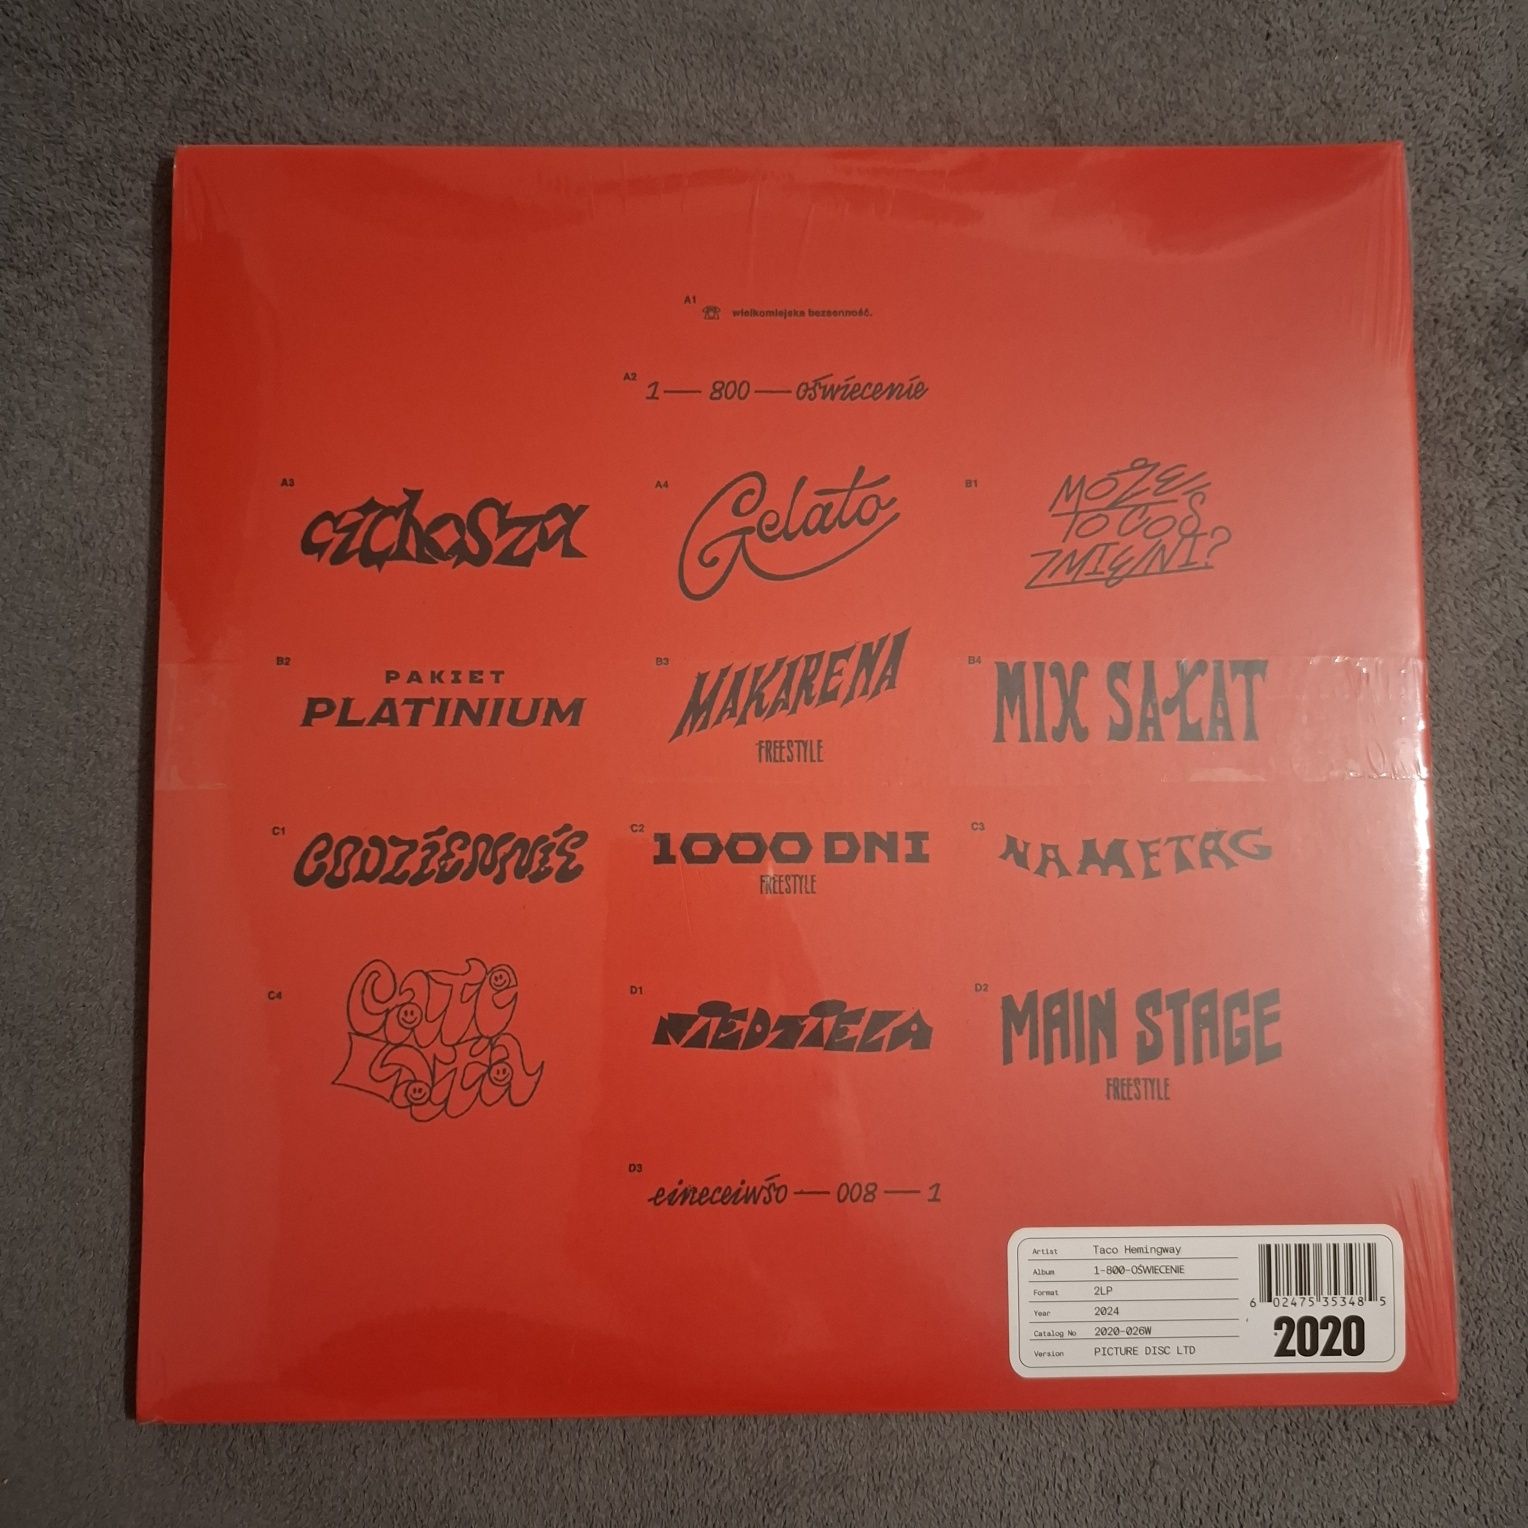 A1 wielkomiejska bezsenność.
A2 1 — 800 — oświecenie
A3 cichosza
A4 Gelato
B1 MOŻE
TO COŚ
ZMIENI?
B2 PAKIET
PLATINIUM
B3 MAKARENA
FREESTYLE
B4 MIX SAŁAT
C1 CODZIENNIE
C2 1000 DNI
FREESTYLE
C3 NAMETAG
C4 Café
Lota
D1 NIEDZIELA
D2 MAIN STAGE
FREESTYLE
D3 eineceiwśo — 008 — 1
Artist Taco Hemingway
Album 1-800-OŚWIECENIE
Format 2LP
Year 2024
Catalog No 2020-026W
Version PICTURE DISC LTD
6 02475 35348 5
2020